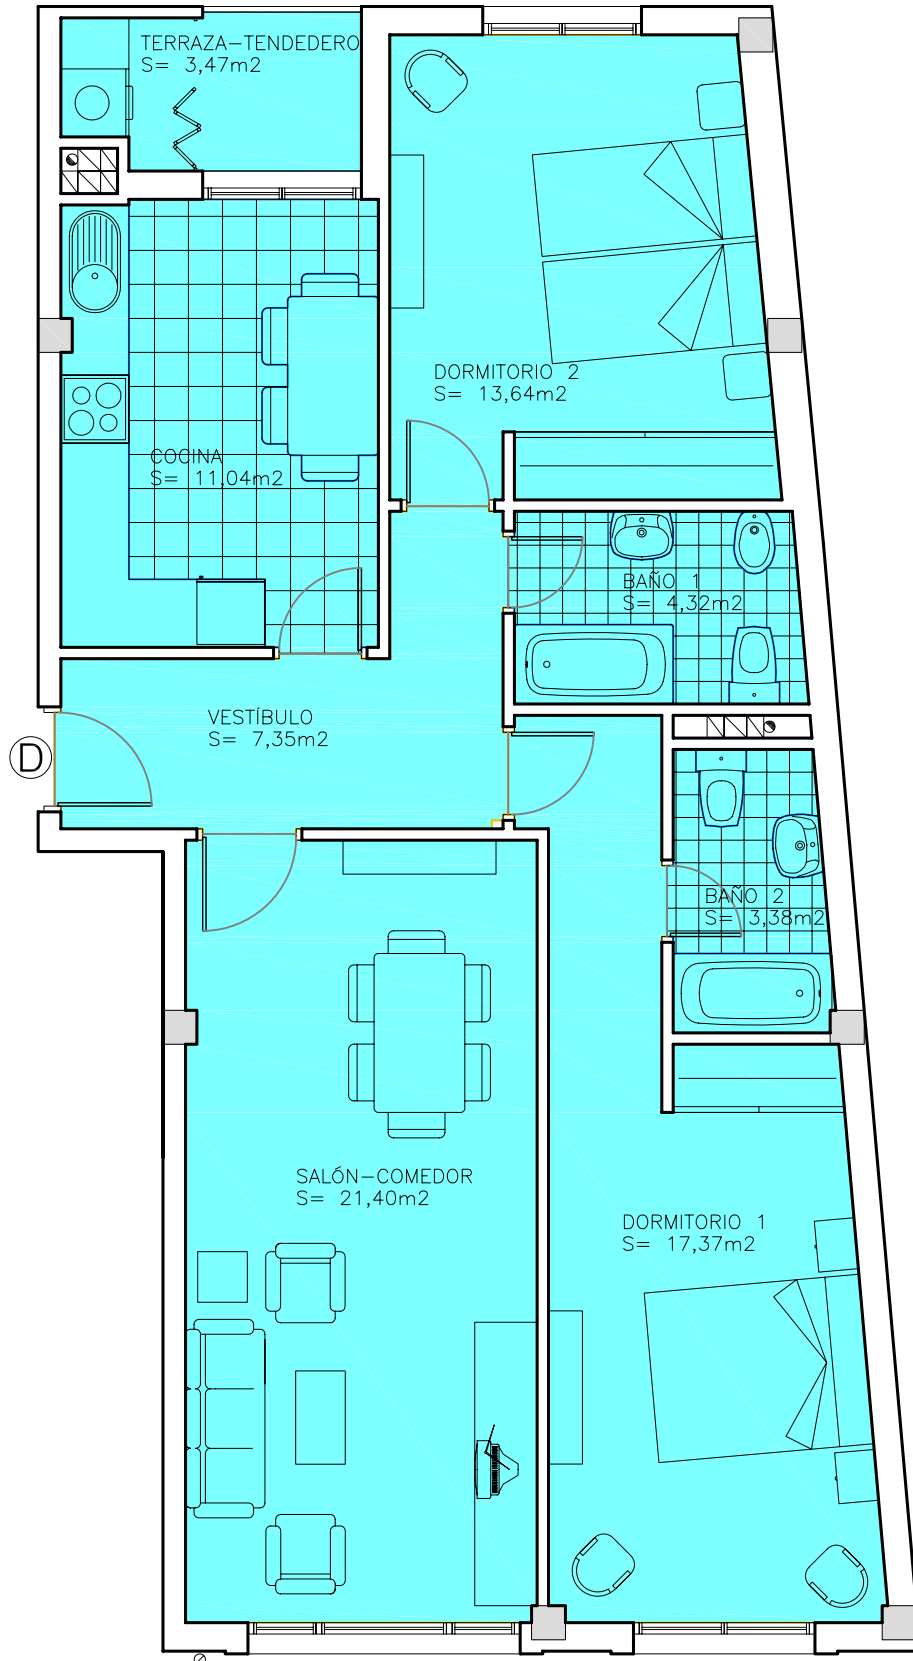 TERRAZA-TENDEDERO
S= 3,47m2
DORMITORIO 2
S= 13,64m2
COCINA
S= 11,04m2
BAÑO 1
S= 4,32m2
VESTÍBULO
S= 7,35m2
D
BAÑO 2
S= 3,38m2
SALÓN-COMEDOR
S= 21,40m2
DORMITORIO 1
S= 17,37m2